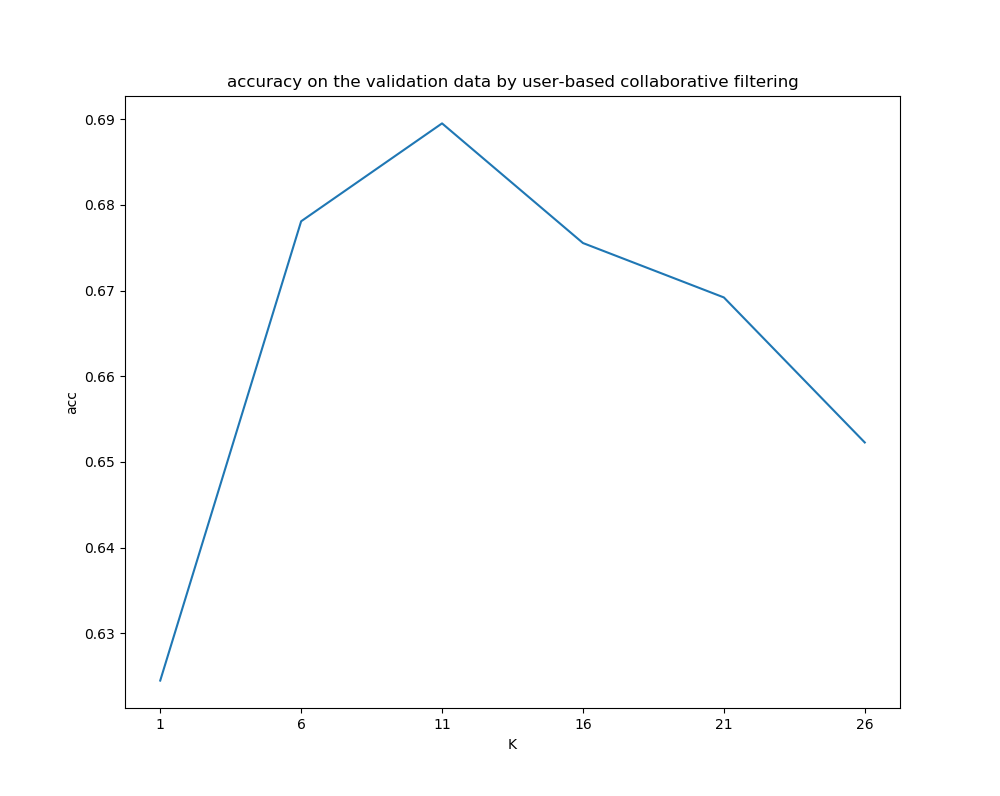 accuracy on the validation data by user-based collaborative filtering
0.69
0.68
0.67
0.66
0.65
0.64
0.63
acc
1 6 11 16 21 26
K